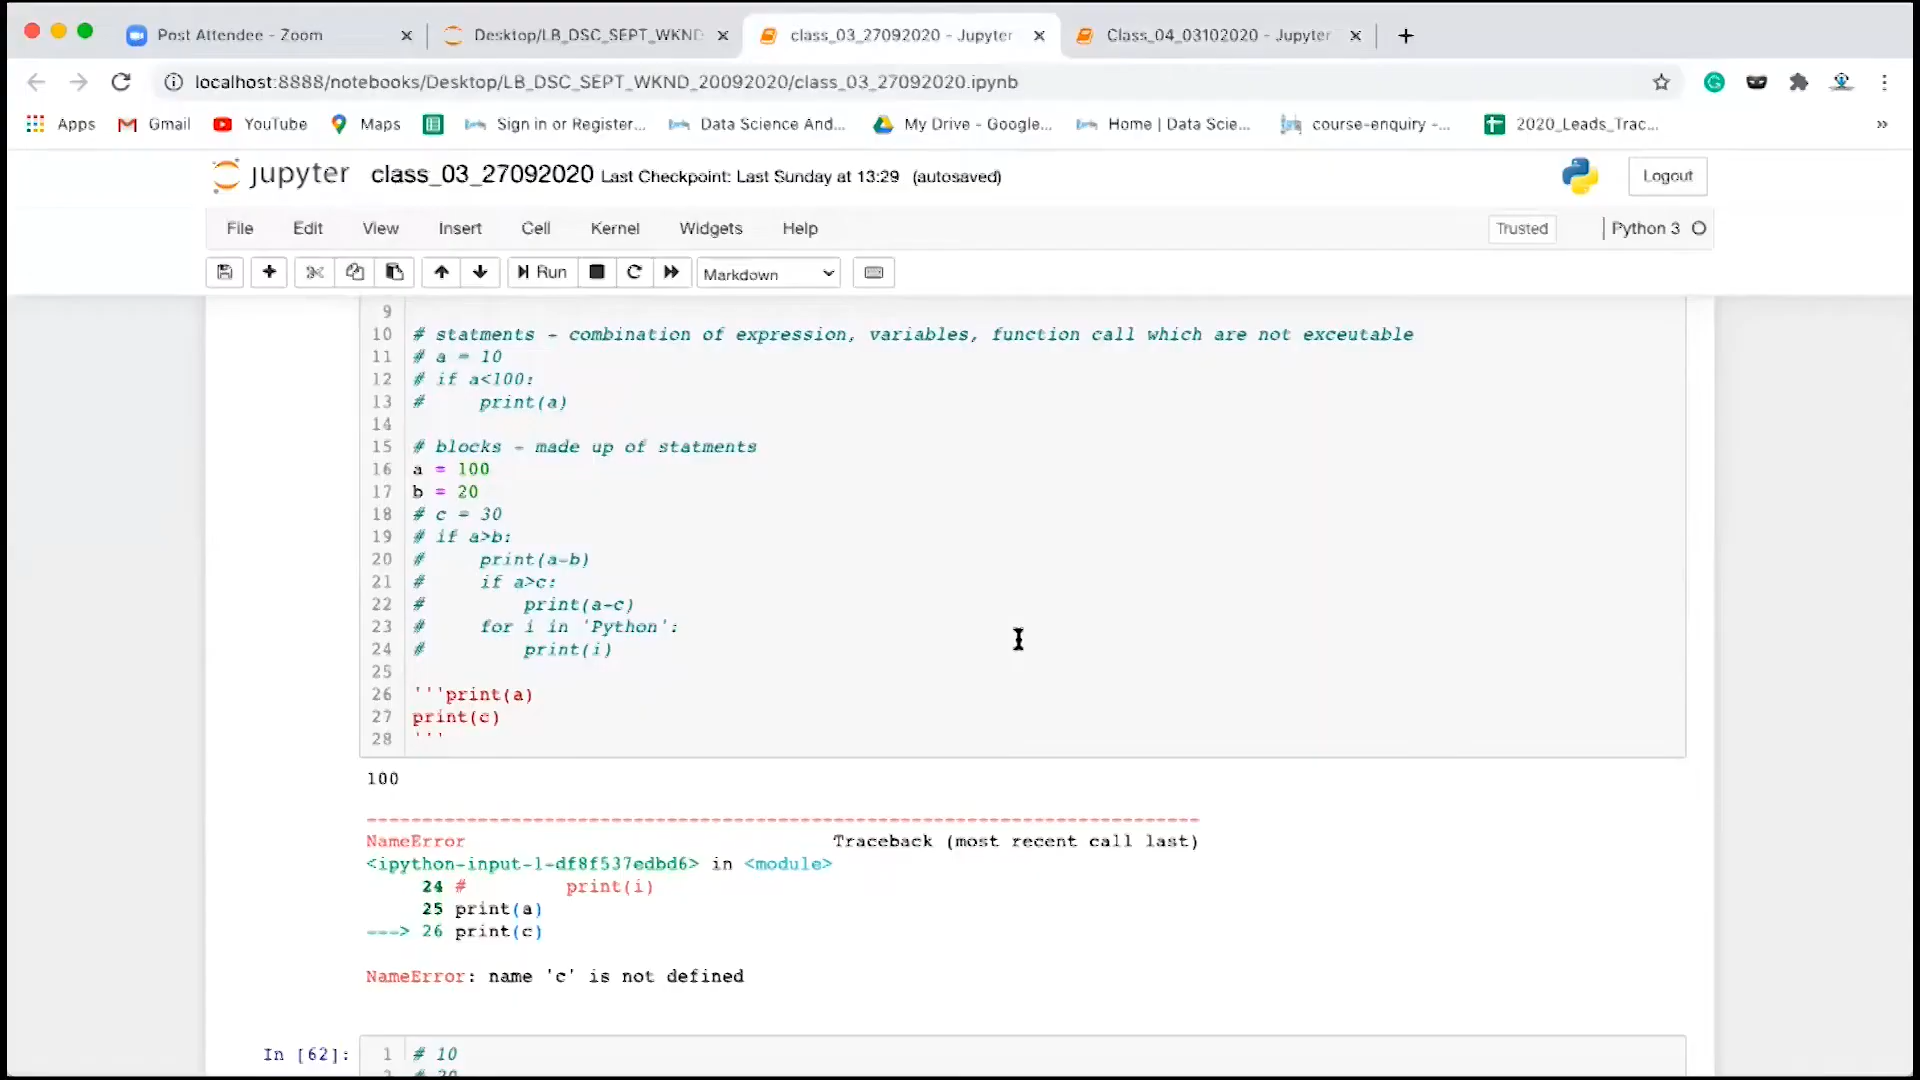 Post Attendee - Zoom
Desktop/LB_DSC_SEPT_WKND
class_03_27092020 - Jupyter
Class_04_03102020 - Jupyter
localhost:8888/notebooks/Desktop/LB_DSC_SEPT_WKND_20092020/class_03_27092020.ipynb
Apps
Gmail
YouTube
Maps
Sign in or Register...
Data Science And...
My Drive - Google...
Home | Data Scie...
course-enquiry -...
2020_Leads_Trac...
»
jupyter class_03_27092020 Last Checkpoint: Last Sunday at 13:29 (autosaved)
Logout
File Edit View Insert Cell Kernel Widgets Help
Trusted
Python 3
Run
Markdown
9
10 # statments - combination of expression, variables, function call which are not exceutable
11 # a = 10
12 # if a<100:
13 #     print(a)
14
15 # blocks - made up of statments
16 a = 100
17 b = 20
18 # c = 30
19 # if a>b:
20 #     print(a-b)
21 #     if a>c:
22 #         print(a-c)
23 #     for i in 'Python':
24 #         print(i)
25
26 '''print(a)
27 print(c)
28 '''
100
---------------------------------------------------------------------------
NameError                                 Traceback (most recent call last)
<ipython-input-1-df8f537edbd6> in <module>
     24 #         print(i)
     25 print(a)
---> 26 print(c)
NameError: name 'c' is not defined
In [62]:
1 # 10